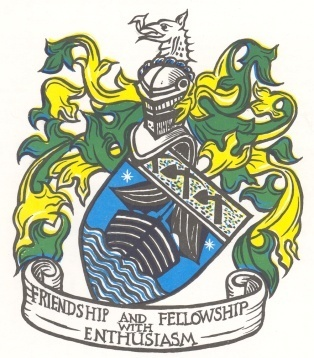 FRIENDSHIP AND FELLOWSHIP
WITH
ENTHUSIASM